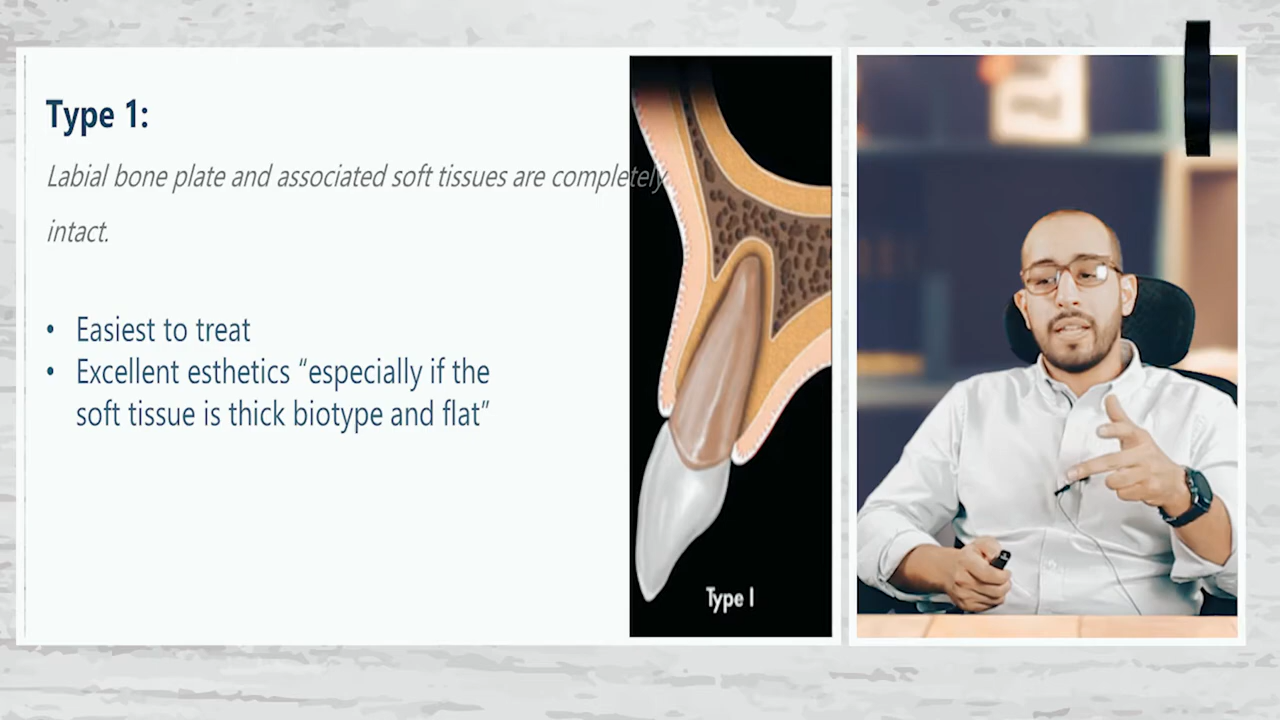 Type 1:
Labial bone plate and associated soft tissues are completely
intact.
• Easiest to treat
• Excellent esthetics “especially if the
soft tissue is thick biotype and flat”
Type I